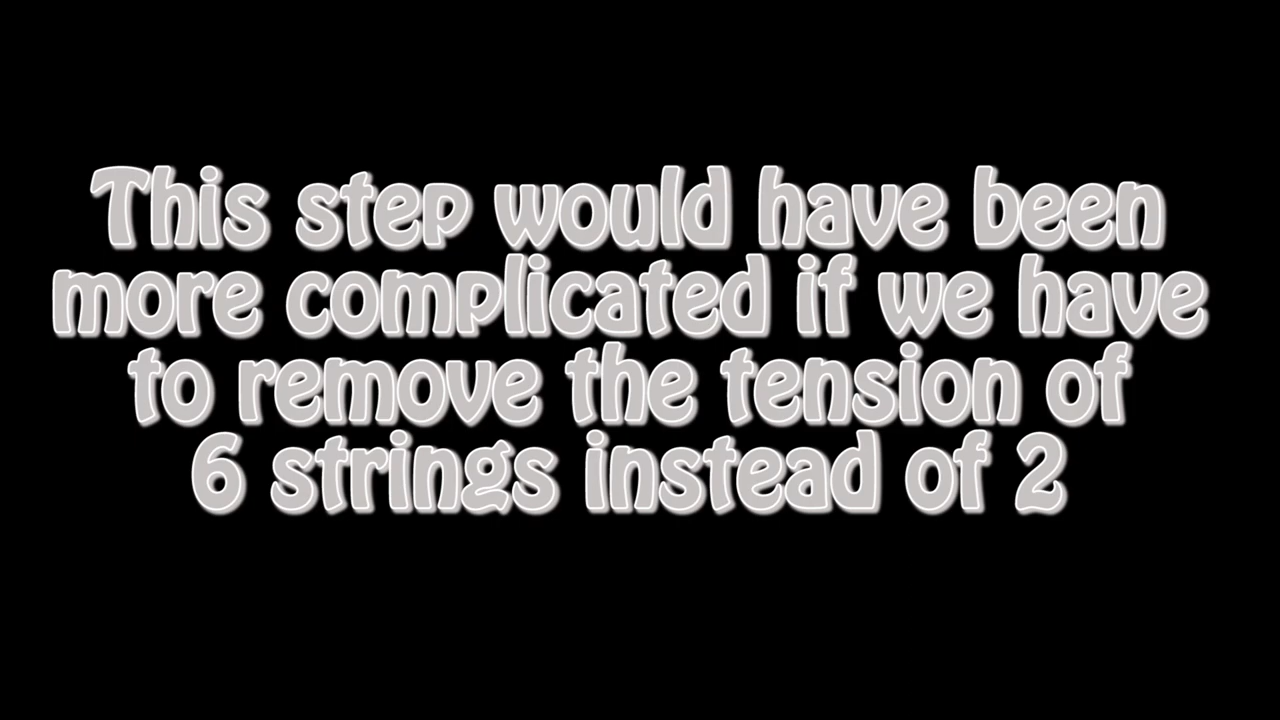 This step would have been
more complicated if we have
to remove the tension of
6 strings instead of 2